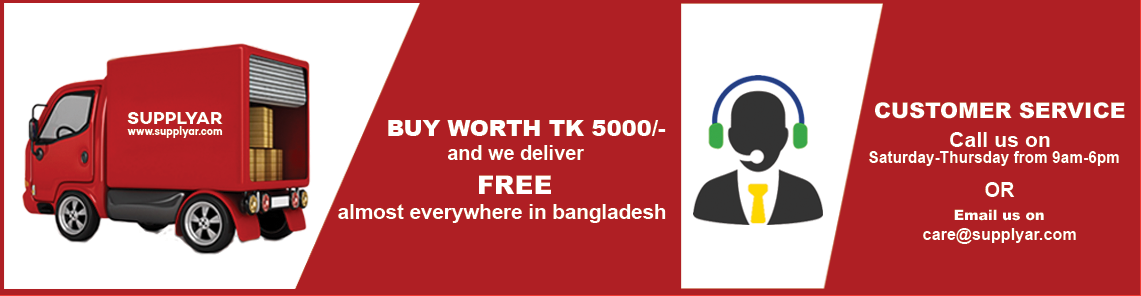 SUPPLYAR
www.supplyar.com
BUY WORTH TK 5000/-
and we deliver
FREE
almost everywhere in bangladesh
CUSTOMER SERVICE
Call us on
Saturday-Thursday from 9am-6pm
OR
Email us on
care@supplyar.com